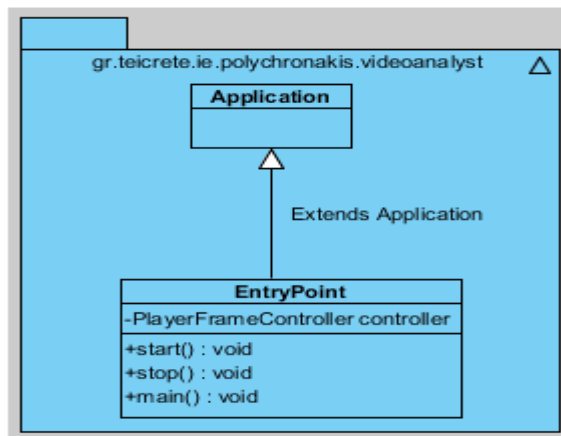 gr.teicrete.ie.polychronakis.videoanalyst
Application
Extends Application
EntryPoint
-PlayerFrameController controller
+start() : void
+stop() : void
+main() : void